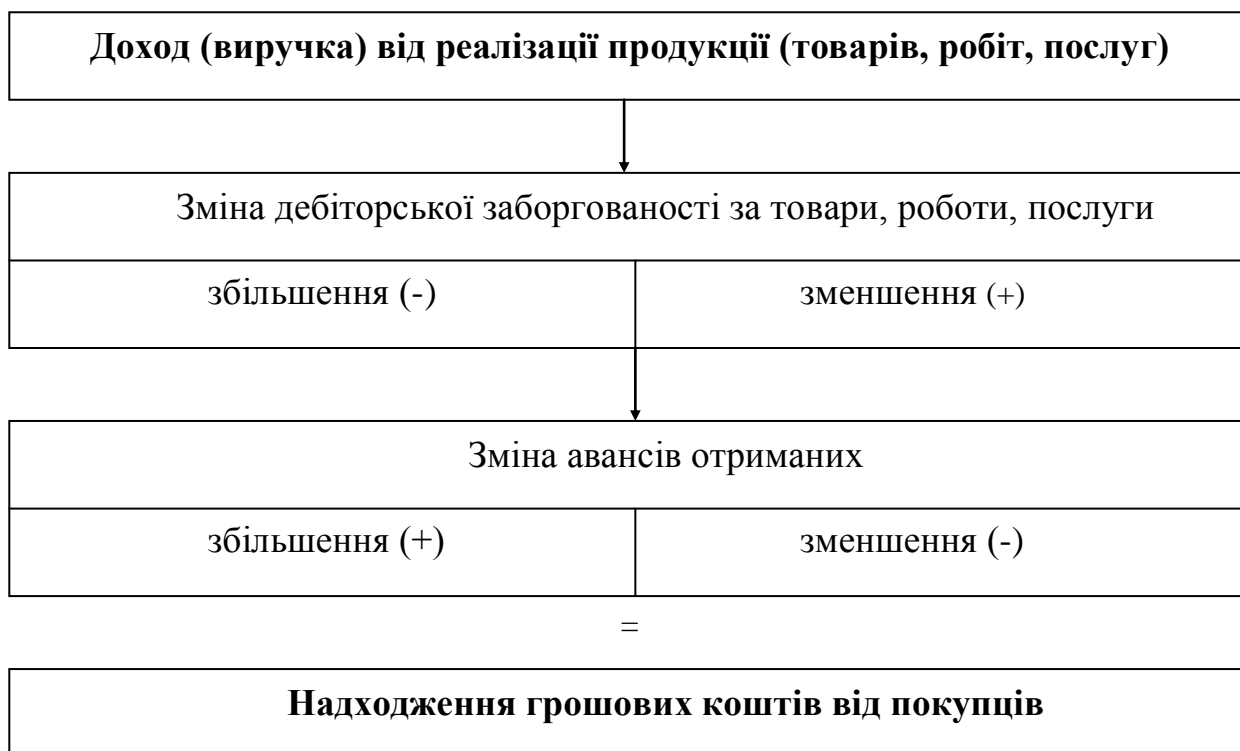 Доход (виручка) від реалізації продукції (товарів, робіт, послуг)
Зміна дебіторської заборгованості за товари, роботи, послуги
збільшення (-)
зменшення (+)
Зміна авансів отриманих
збільшення (+)
зменшення (-)
=
Надходження грошових коштів від покупців